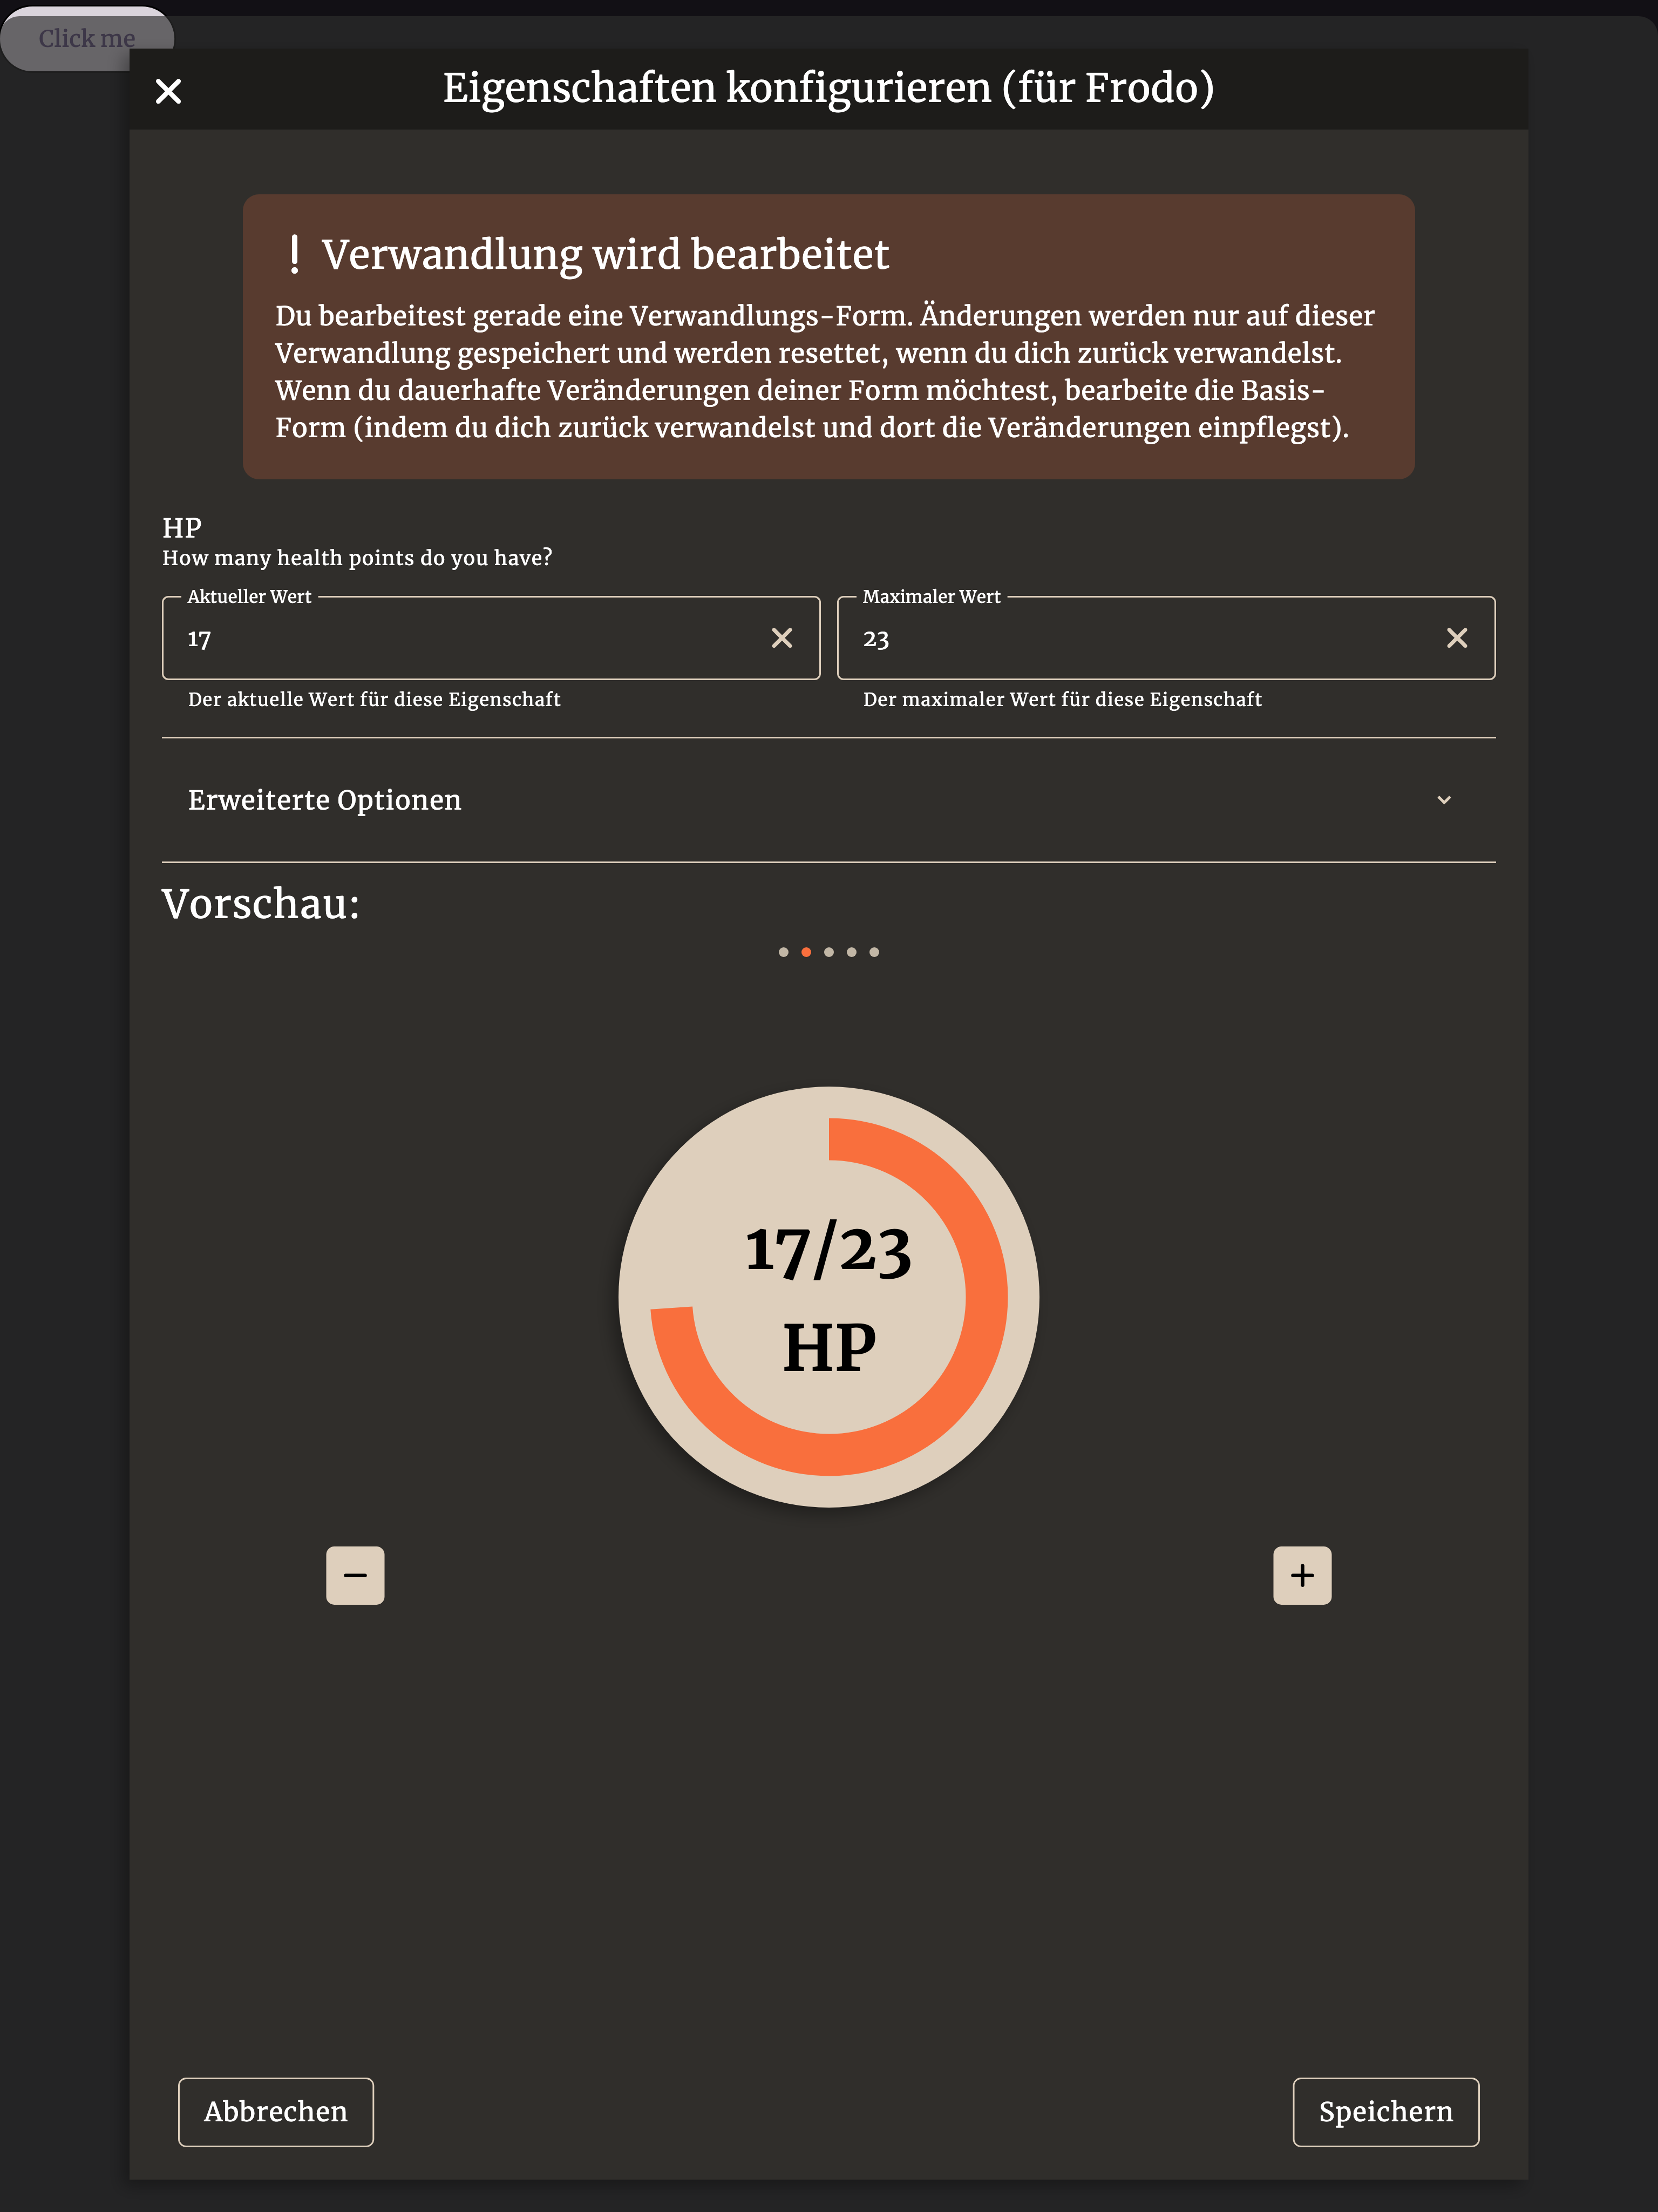 Click me
Eigenschaften konfigurieren (für Frodo)
! Verwandlung wird bearbeitet
Du bearbeitest gerade eine Verwandlungs-Form. Änderungen werden nur auf dieser
Verwandlung gespeichert und werden resettet, wenn du dich zurück verwandelst.
Wenn du dauerhafte Veränderungen deiner Form möchtest, bearbeite die Basis-
Form (indem du dich zurück verwandelst und dort die Veränderungen einpflegst).
HP
How many health points do you have?
Aktueller Wert
17
Der aktuelle Wert für diese Eigenschaft
Maximaler Wert
23
Der maximaler Wert für diese Eigenschaft
Erweiterte Optionen
Vorschau:
17/23
HP
Abbrechen
Speichern